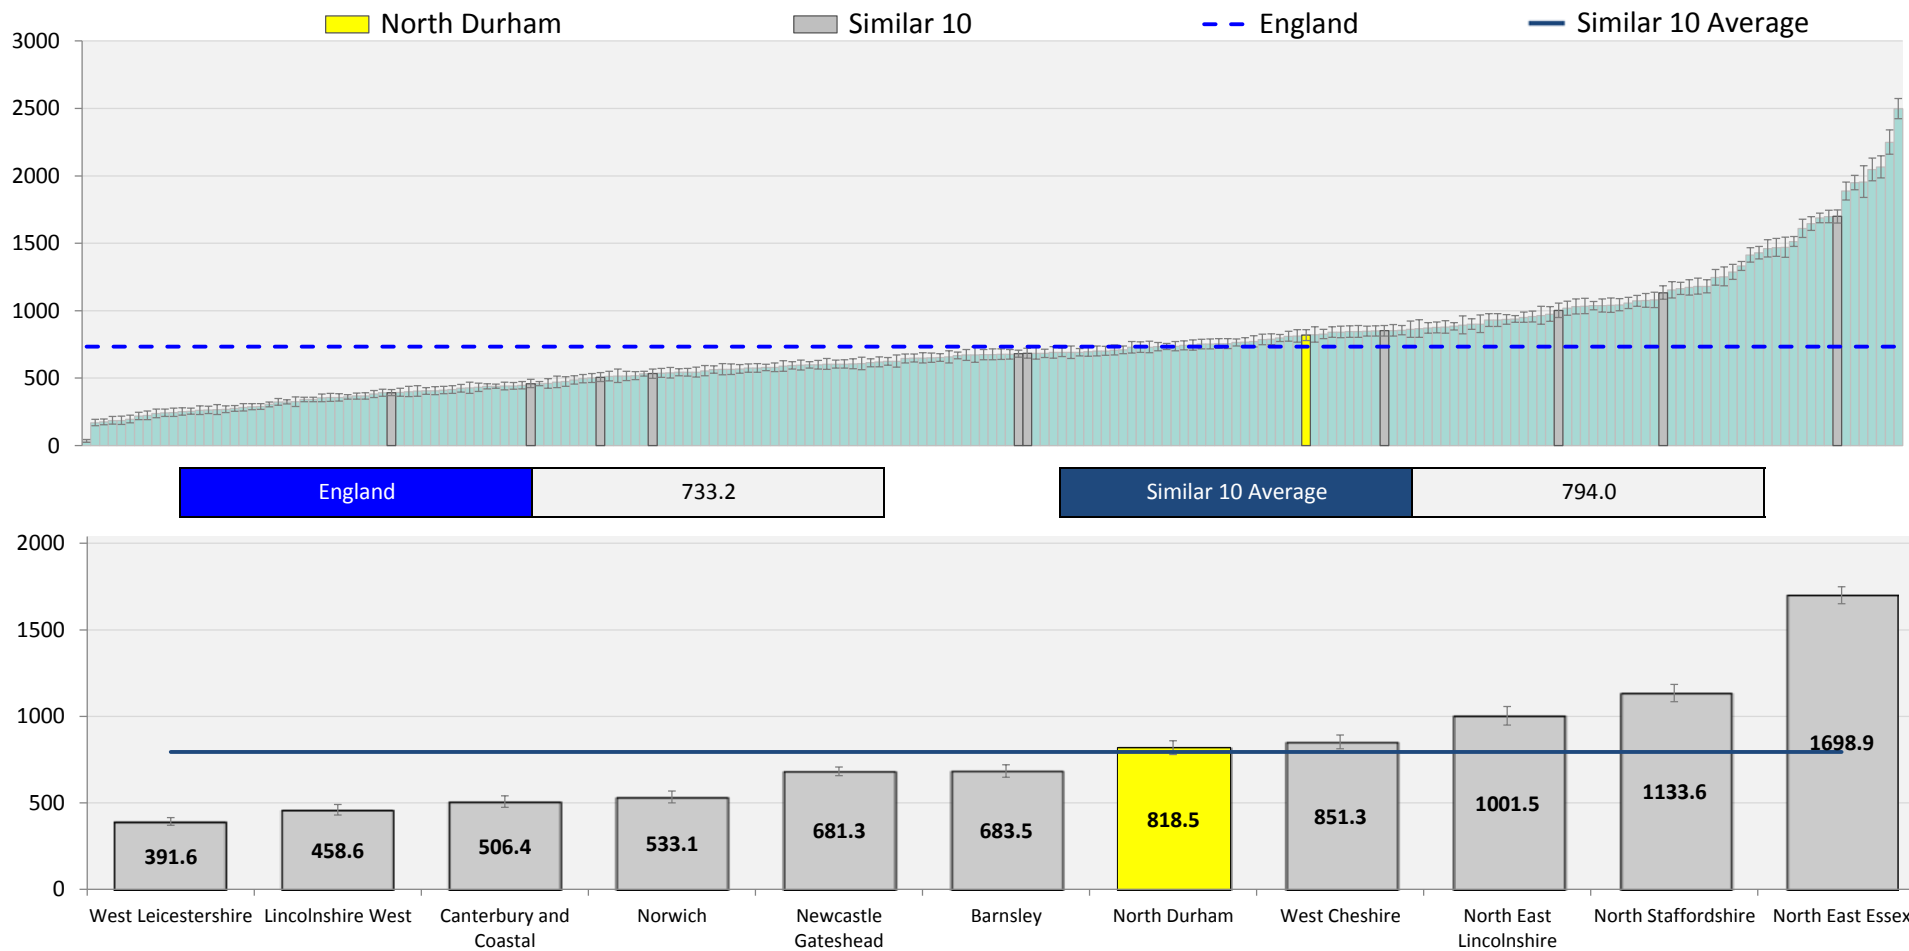 North Durham
Similar 10
England
Similar 10 Average
3000
2500
2000
1500
1000
500
0
England
733.2
Similar 10 Average
794.0
2000
1500
1000
500
0
391.6
458.6
506.4
533.1
681.3
683.5
818.5
851.3
1001.5
1133.6
1698.9
West Leicestershire
Lincolnshire West
Canterbury and
Coastal
Norwich
Newcastle
Gateshead
Barnsley
North Durham
West Cheshire
North East
Lincolnshire
North Staffordshire
North East Essex